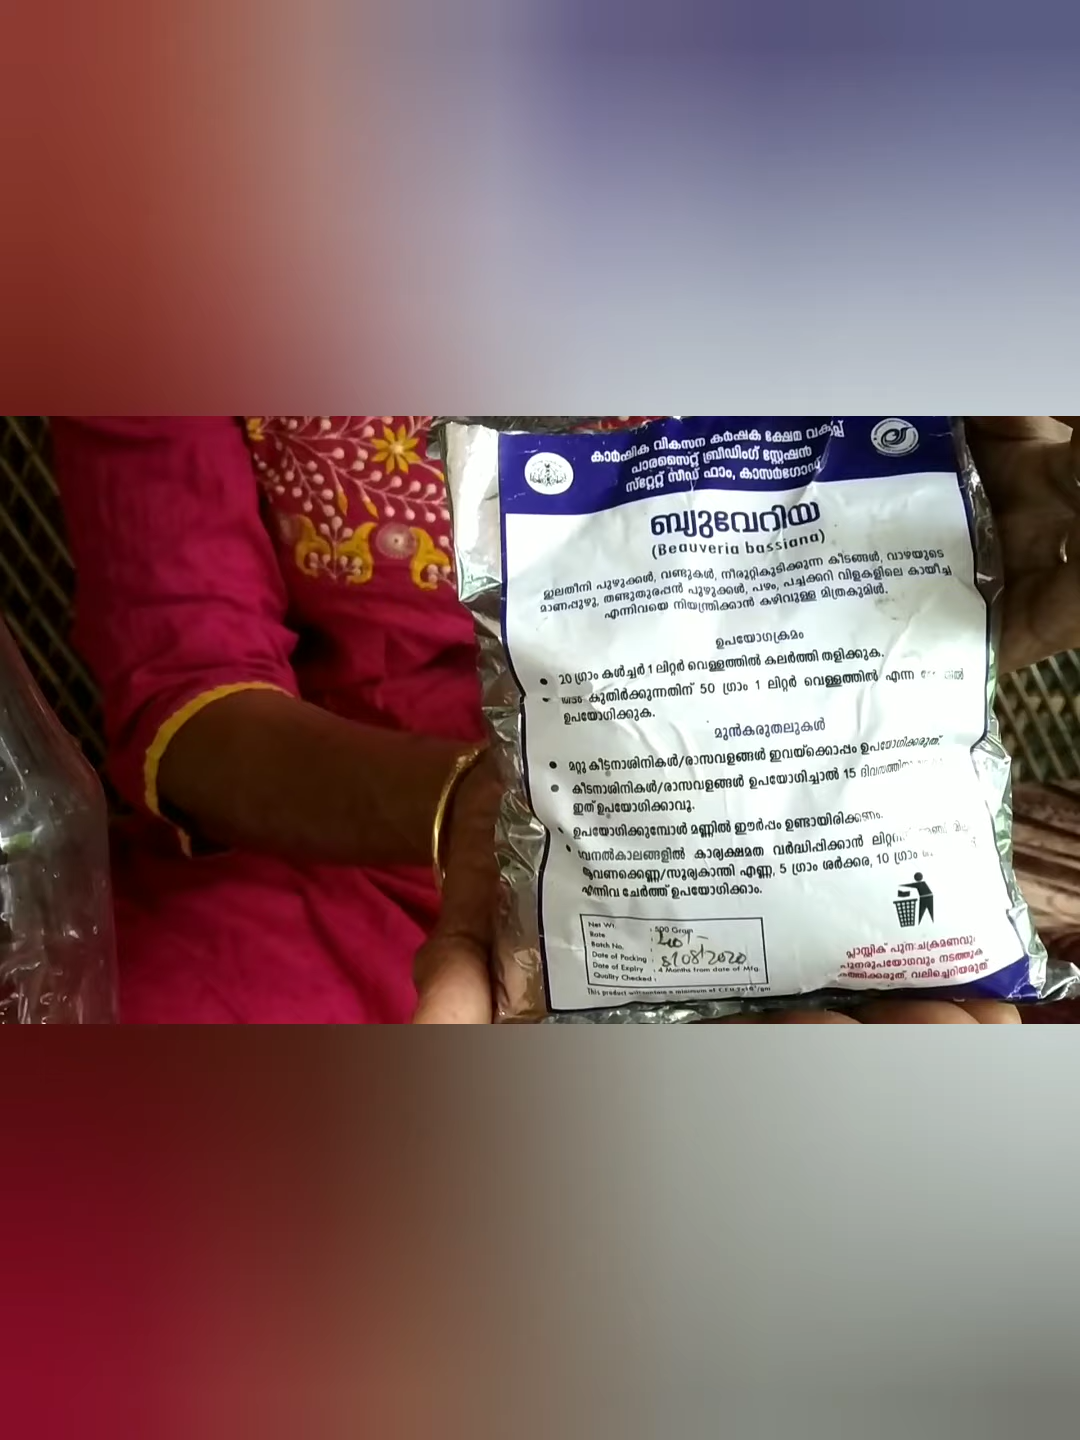 കാർഷിക വികസന കർഷക ക്ഷേമ വകുപ്പ്
പാരസൈറ്റ് ബ്രീഡിംഗ് സ്റ്റേഷൻ
സ്റ്റേറ്റ് സീഡ് ഫാം, കാസർഗോഡ്
ബ്യുവേറിയ
(Beauveria bassiana)
ഇലതീനി പുഴുക്കൾ, വണ്ടുകൾ, നീരൂറ്റികുടിക്കുന്ന കീടങ്ങൾ, വാഴയുടെ
മാണപ്പുഴു, തണ്ടുതുരപ്പൻ പുഴുക്കൾ, പഴം, പച്ചക്കറി വിളകളിലെ കായീച്ച
എന്നിവയെ നിയന്ത്രിക്കാൻ കഴിവുള്ള മിത്രകുമിൾ.
ഉപയോഗക്രമം
• 20 ഗ്രാം കൾച്ചർ 1 ലിറ്റർ വെള്ളത്തിൽ കലർത്തി തളിക്കുക.
കുതിർക്കുന്നതിന് 50 ഗ്രാം 1 ലിറ്റർ വെള്ളത്തിൽ എന്ന
ഉപയോഗിക്കുക.
മുൻകരുതലുകൾ
• മറ്റു കീടനാശിനികൾ/രാസവളങ്ങൾ ഇവയ്ക്കൊപ്പം ഉപയോഗിക്കരുത്.
• കീടനാശിനികൾ/രാസവളങ്ങൾ ഉപയോഗിച്ചാൽ 15
ഇത് ഉപയോഗിക്കാവൂ.
• ഉപയോഗിക്കുമ്പോൾ മണ്ണിൽ ഈർപ്പം ഉണ്ടായിരിക്കണം.
• വേനൽകാലങ്ങളിൽ കാര്യക്ഷമത വർദ്ധിപ്പിക്കാൻ
ആവണക്കെണ്ണ/സൂര്യകാന്തി എണ്ണ, 5 ഗ്രാം ശർക്കര, 10 ഗ്രാം
എന്നിവ ചേർത്ത് ഉപയോഗിക്കാം.
Net Wt. : 500 Gram
Rate :
Batch No. :
Date of Packing : 08/2020
Date of Expiry : 4 Months from date of Mfg
Quality Checked :
This product will contain a minimum of
പ്ലാസ്റ്റിക് പുനഃചക്രമണവും
പുനരുപയോഗവും നടത്തുക
കത്തിക്കരുത്, വലിച്ചെറിയരുത്